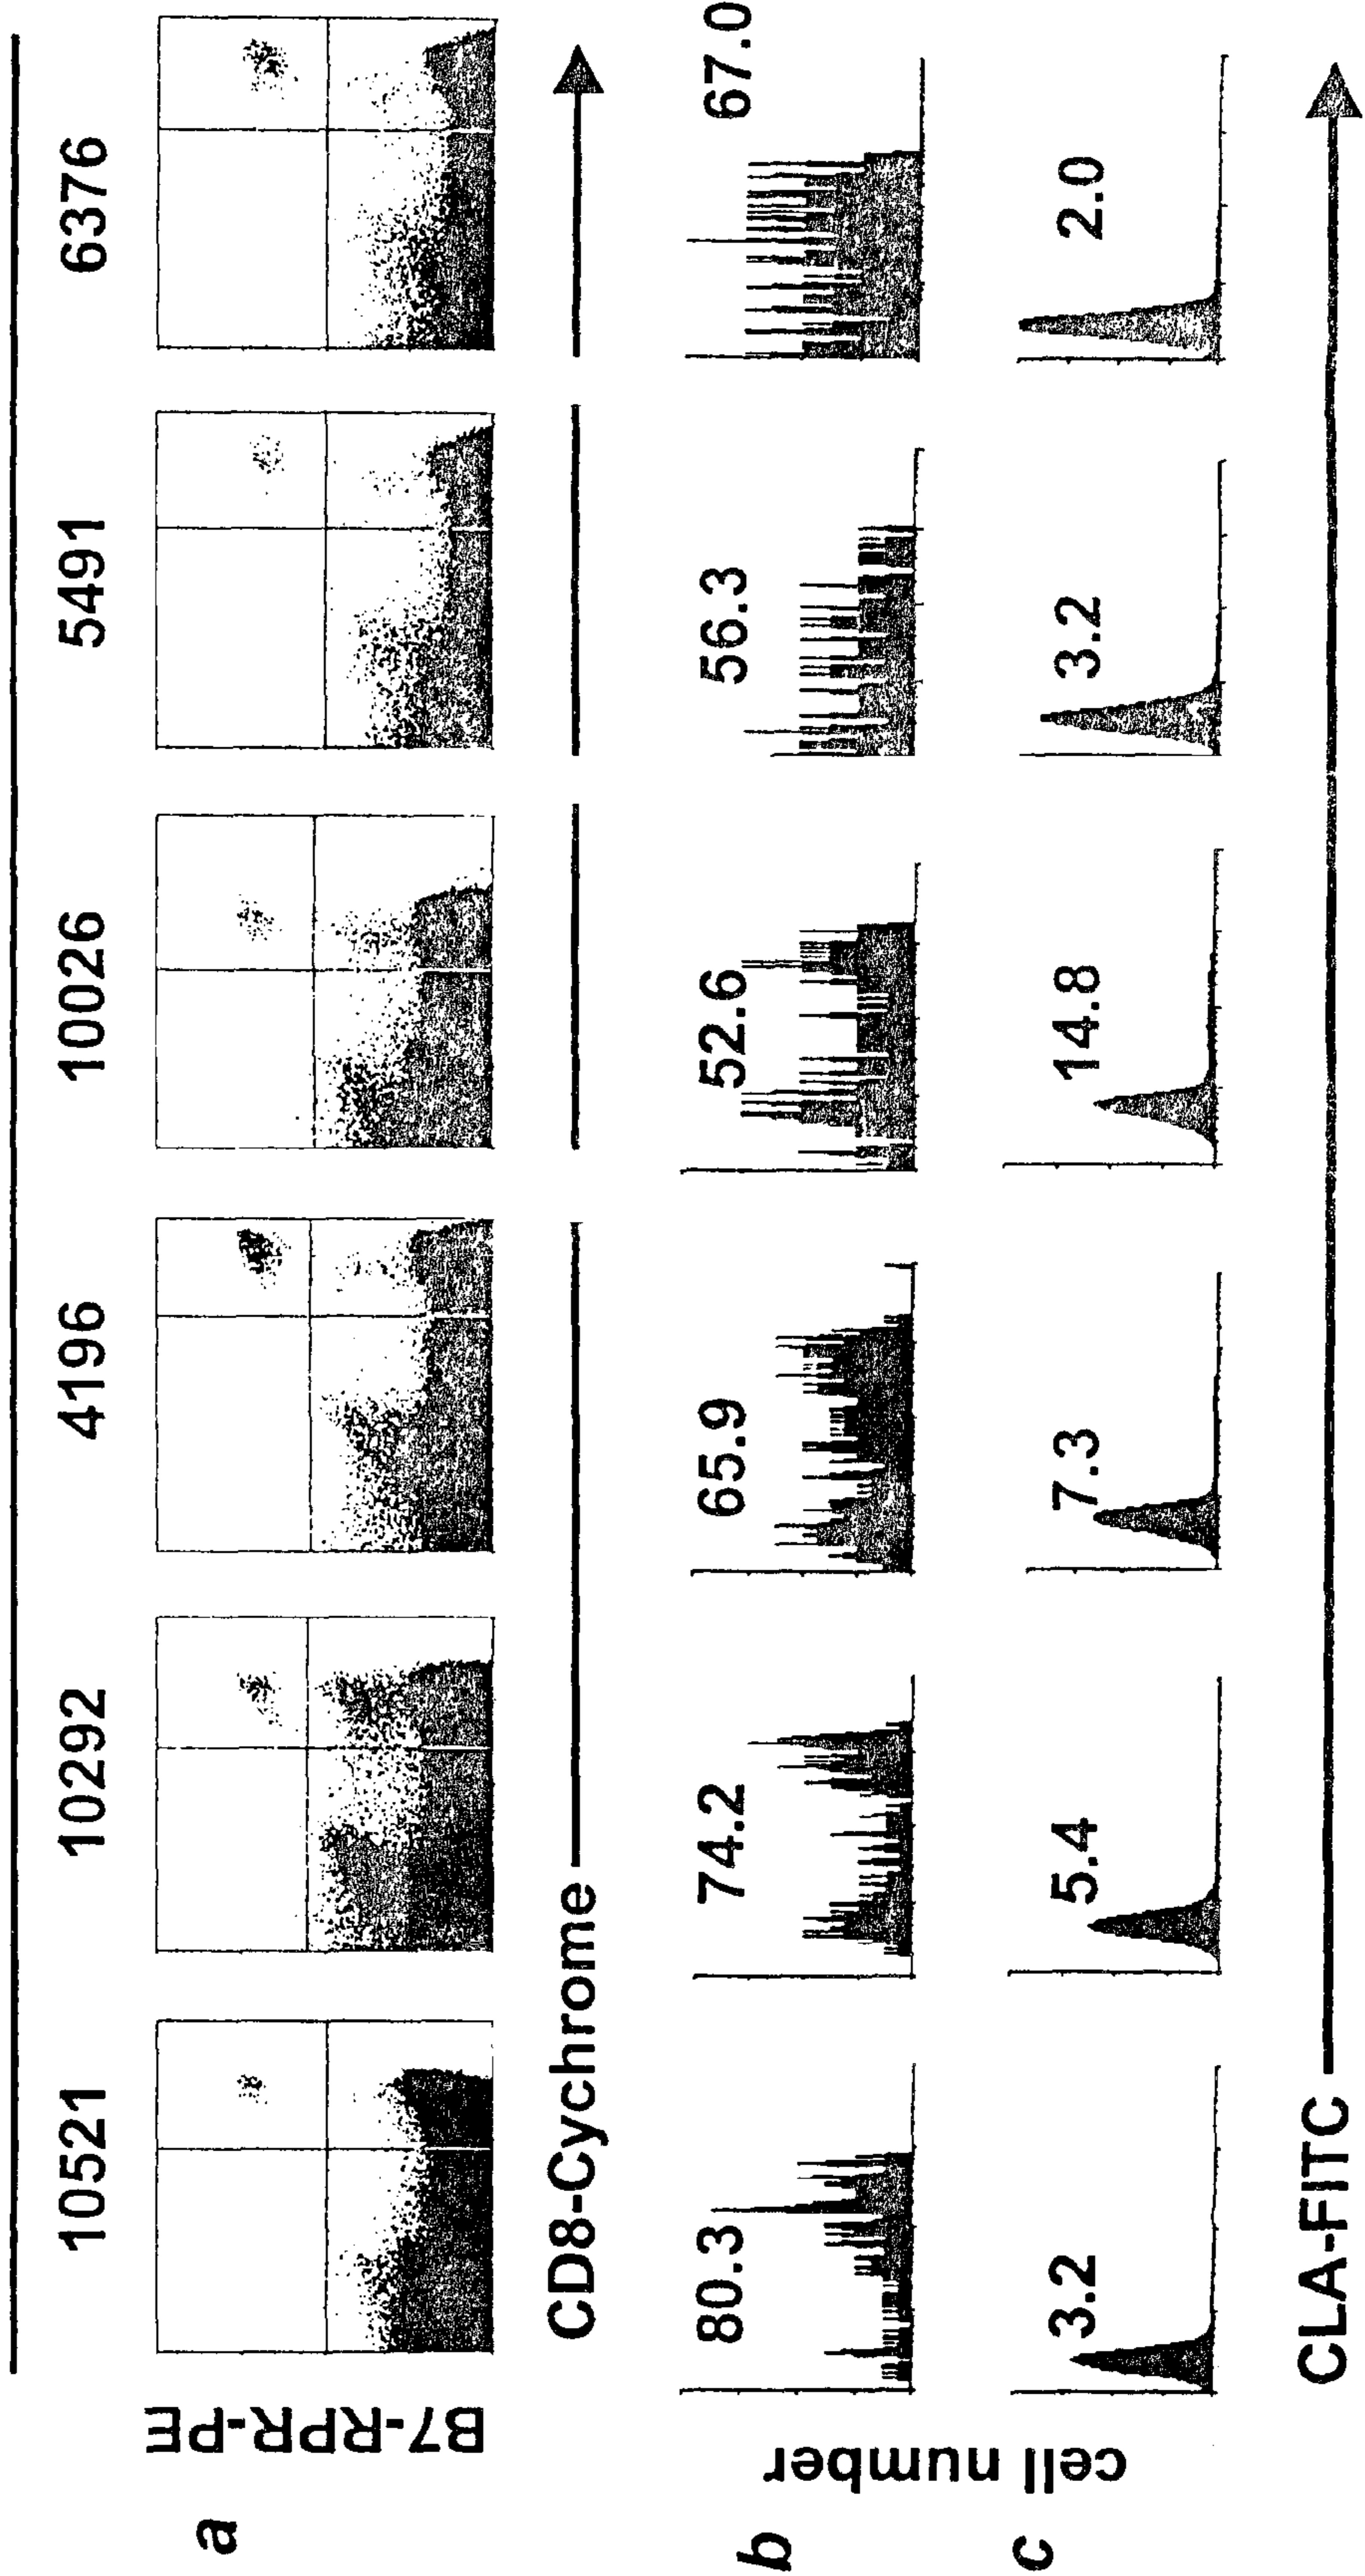 10521 10292 4196 10026 5491 6376
a
B7-RPR-PE
CD8-Cychrome
b
80.3 74.2 65.9 52.6 56.3 67.0
cell number
c
3.2 5.4 7.3 14.8 3.2 2.0
CLA-FITC